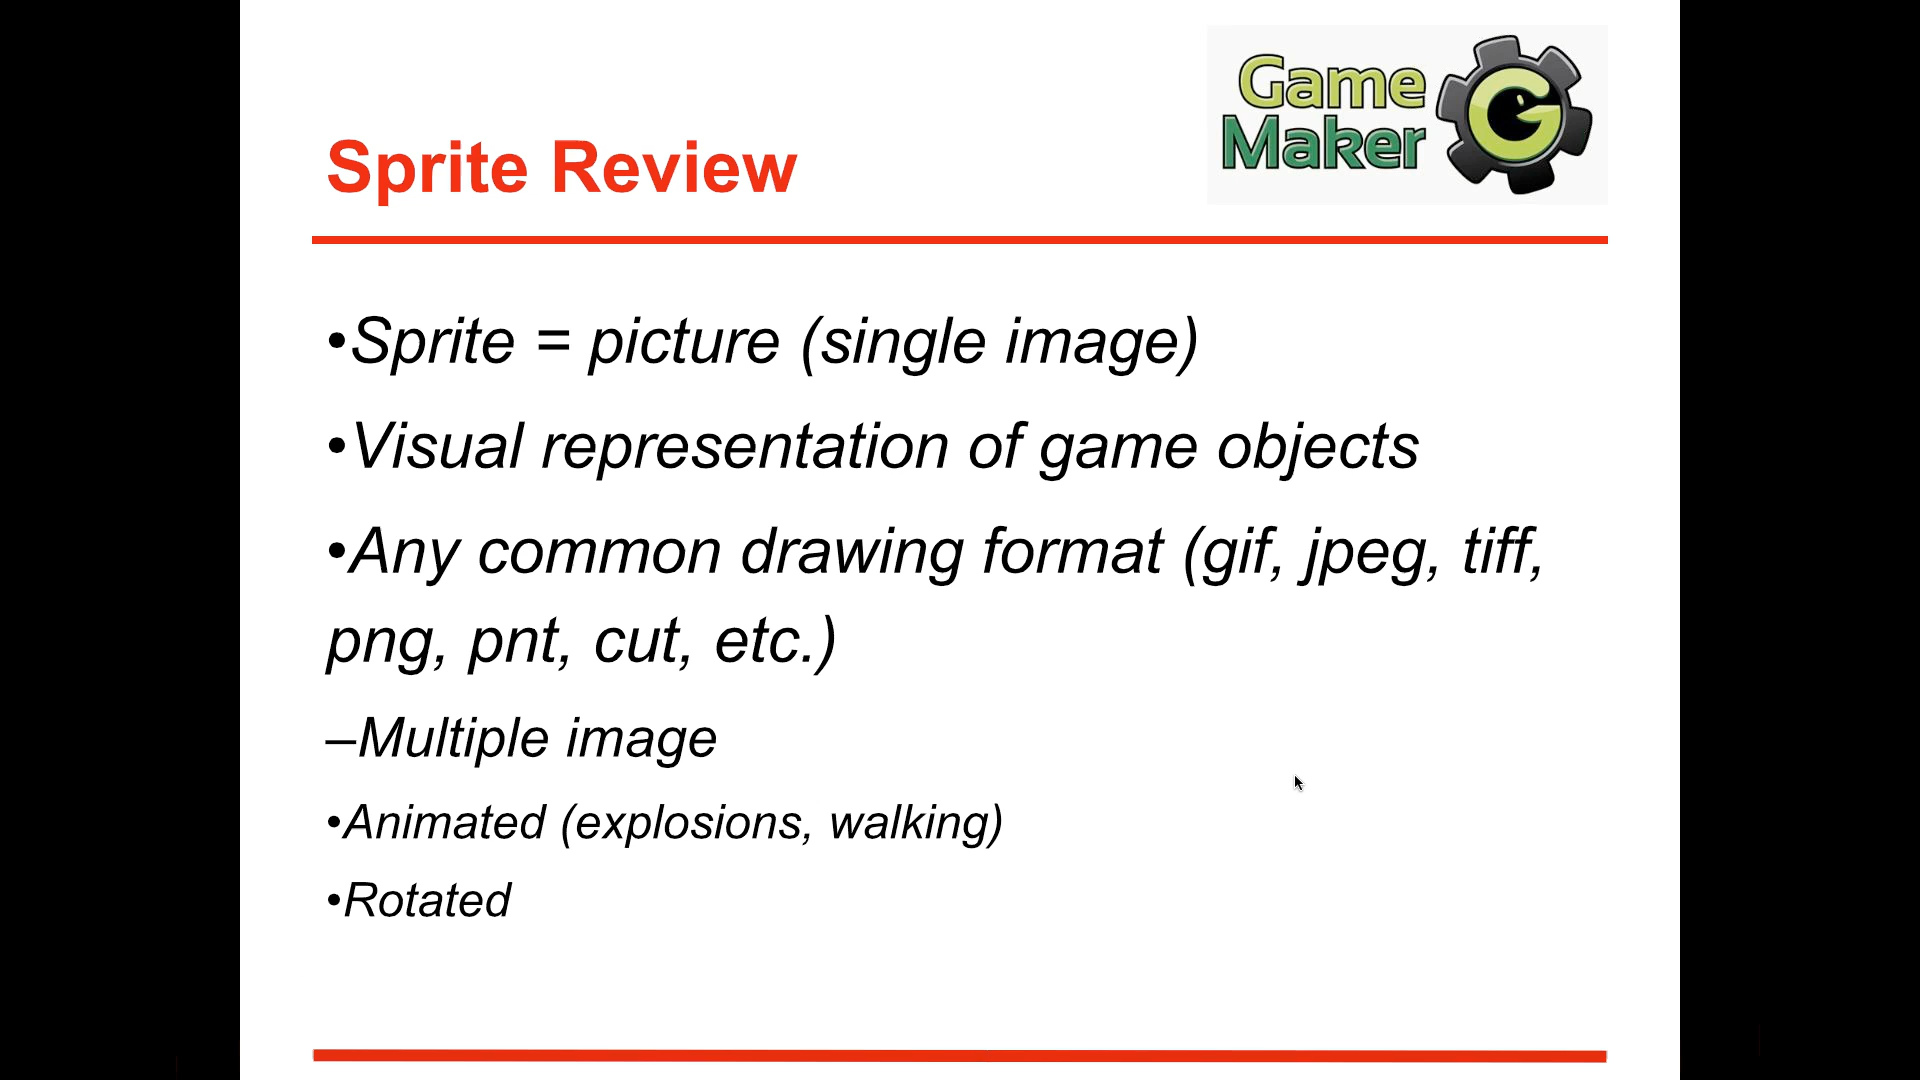 Game
Maker
Sprite Review
•Sprite = picture (single image)
•Visual representation of game objects
•Any common drawing format (gif, jpeg, tiff,
png, pnt, cut, etc.)
–Multiple image
•Animated (explosions, walking)
•Rotated